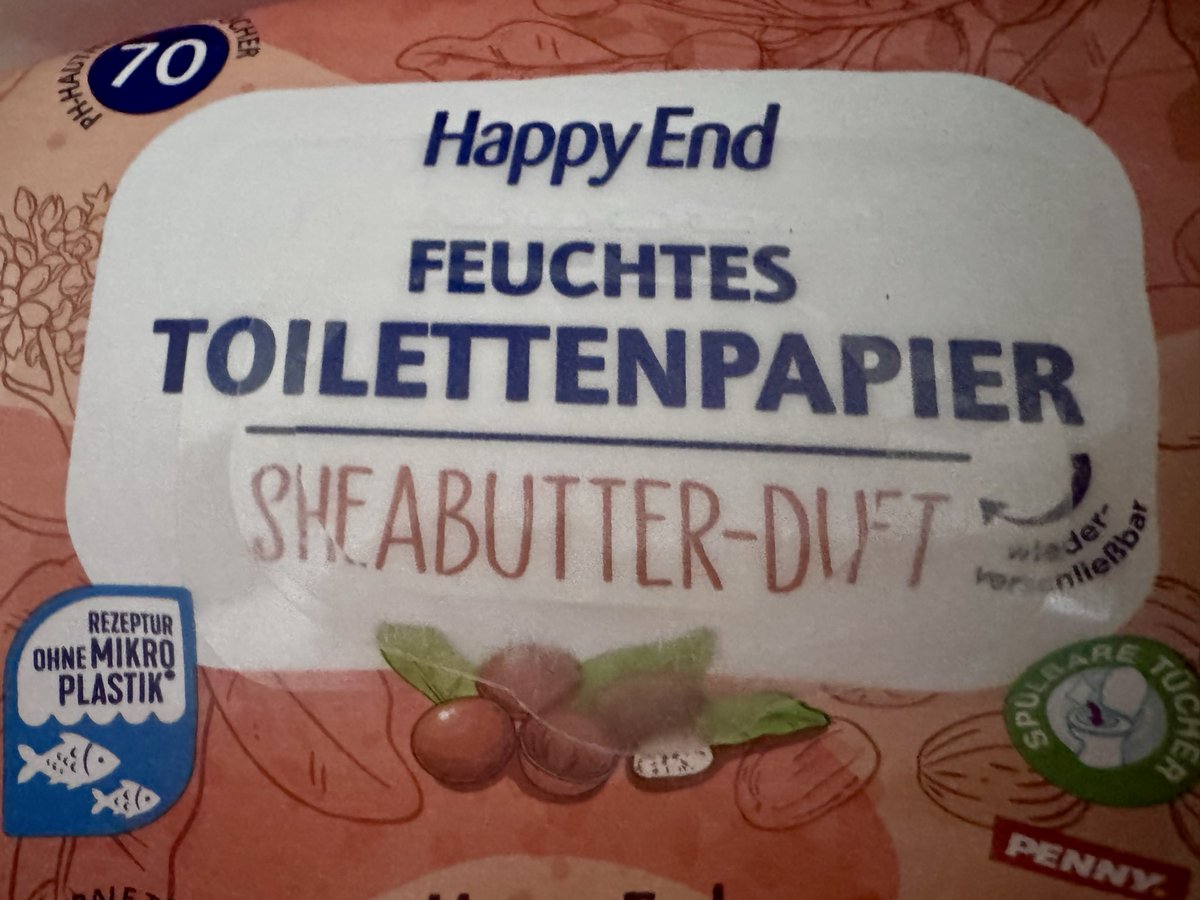 70
Happy End
FEUCHTES
TOILETTENPAPIER
SHEABUTTER-DUFT
wieder-
verschließbar
REZEPTUR
OHNE MIKRO
PLASTIK*
SPÜLBARE TÜCHER
PENNY.